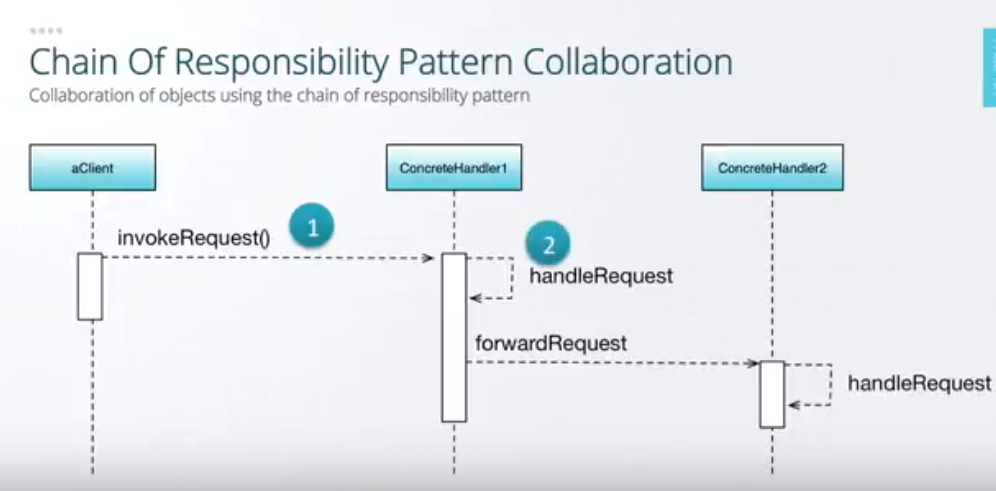 Chain Of Responsibility Pattern Collaboration
Collaboration of objects using the chain of responsibility pattern
aClient
ConcreteHandler1
ConcreteHandler2
invokeRequest()
1
2
handleRequest
forwardRequest
handleRequest